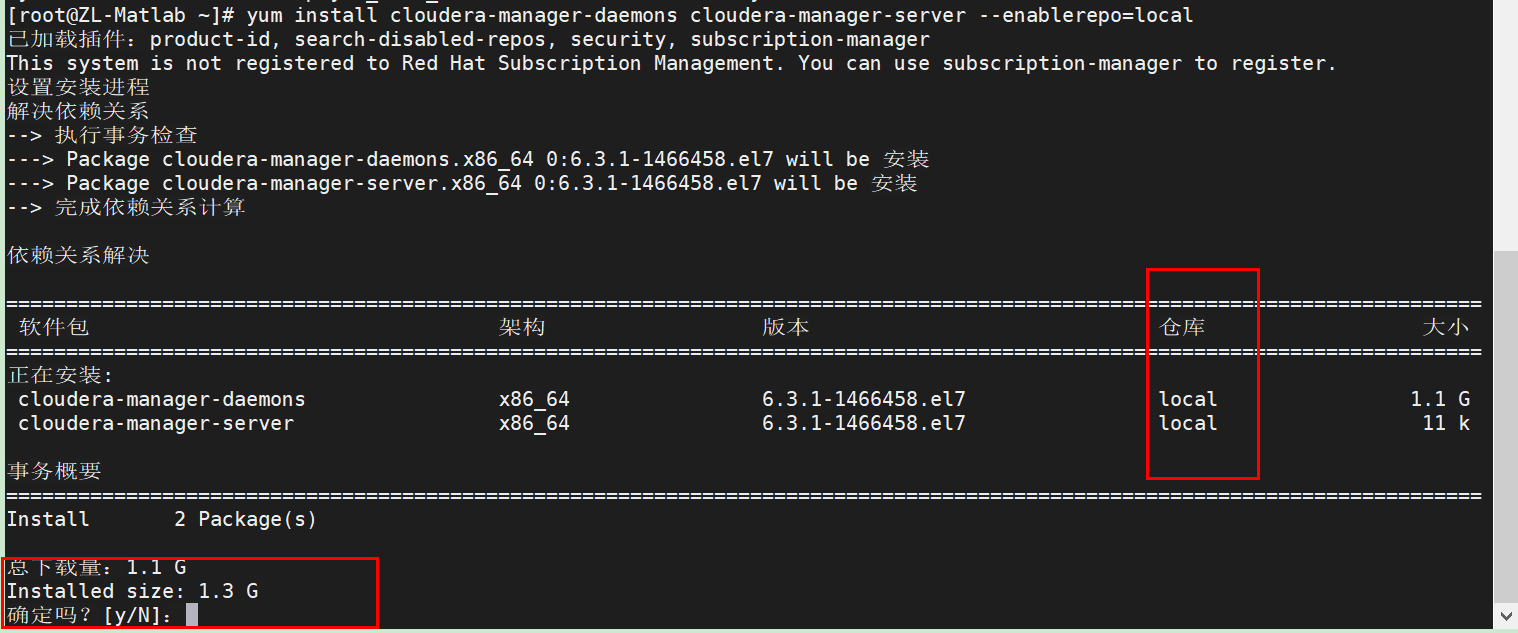 [root@ZL-Matlab ~]# yum install cloudera-manager-daemons cloudera-manager-server --enablerepo=local
已加载插件：product-id, search-disabled-repos, security, subscription-manager
This system is not registered to Red Hat Subscription Management. You can use subscription-manager to register.
设置安装进程
解决依赖关系
--> 执行事务检查
---> Package cloudera-manager-daemons.x86_64 0:6.3.1-1466458.el7 will be 安装
---> Package cloudera-manager-server.x86_64 0:6.3.1-1466458.el7 will be 安装
--> 完成依赖关系计算
依赖关系解决
软件包 架构 版本 仓库 大小
正在安装:
cloudera-manager-daemons x86_64 6.3.1-1466458.el7 local 1.1 G
cloudera-manager-server x86_64 6.3.1-1466458.el7 local 11 k
事务概要
Install 2 Package(s)
总下载量：1.1 G
Installed size: 1.3 G
确定吗？[y/N]：